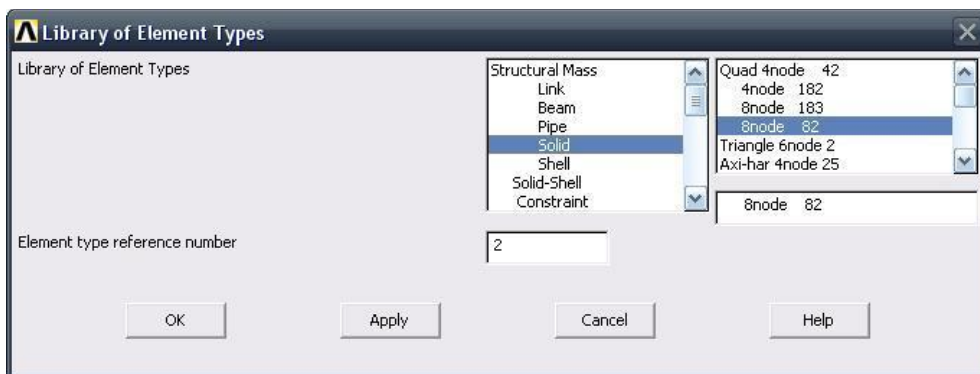 Library of Element Types
Library of Element Types
Structural Mass
Link
Beam
Pipe
Solid
Shell
Solid-Shell
Constraint
Quad 4node 42
4node 182
8node 183
8node 82
Triangle 6node 2
Axi-har 4node 25
8node 82
Element type reference number
2
OK
Apply
Cancel
Help